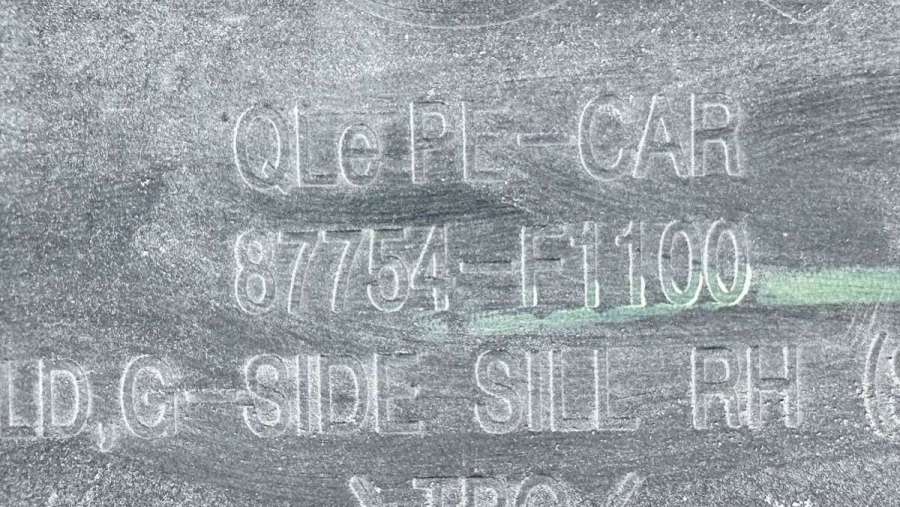 QLe PE-CAR
87754-F1100
LD,G-SIDE SILL RH (